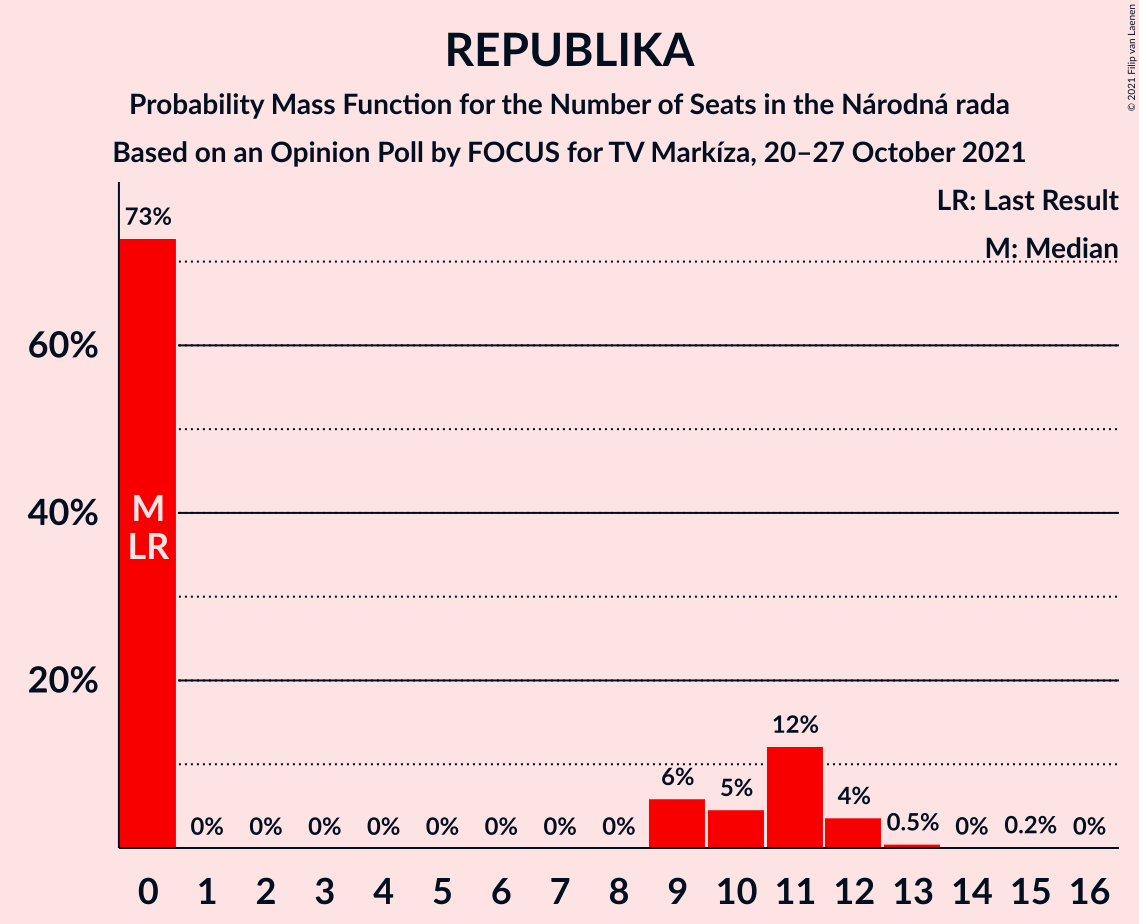 REPUBLIKA
Probability Mass Function for the Number of Seats in the Národná rada
Based on an Opinion Poll by FOCUS for TV Markíza, 20–27 October 2021
© 2021 Filip van Laenen
LR: Last Result
M: Median
73%
60%
40%
20%
M
LR
0% 0% 0% 0% 0% 0% 0% 0% 6% 5% 12% 4% 0.5% 0% 0.2% 0%
0 1 2 3 4 5 6 7 8 9 10 11 12 13 14 15 16